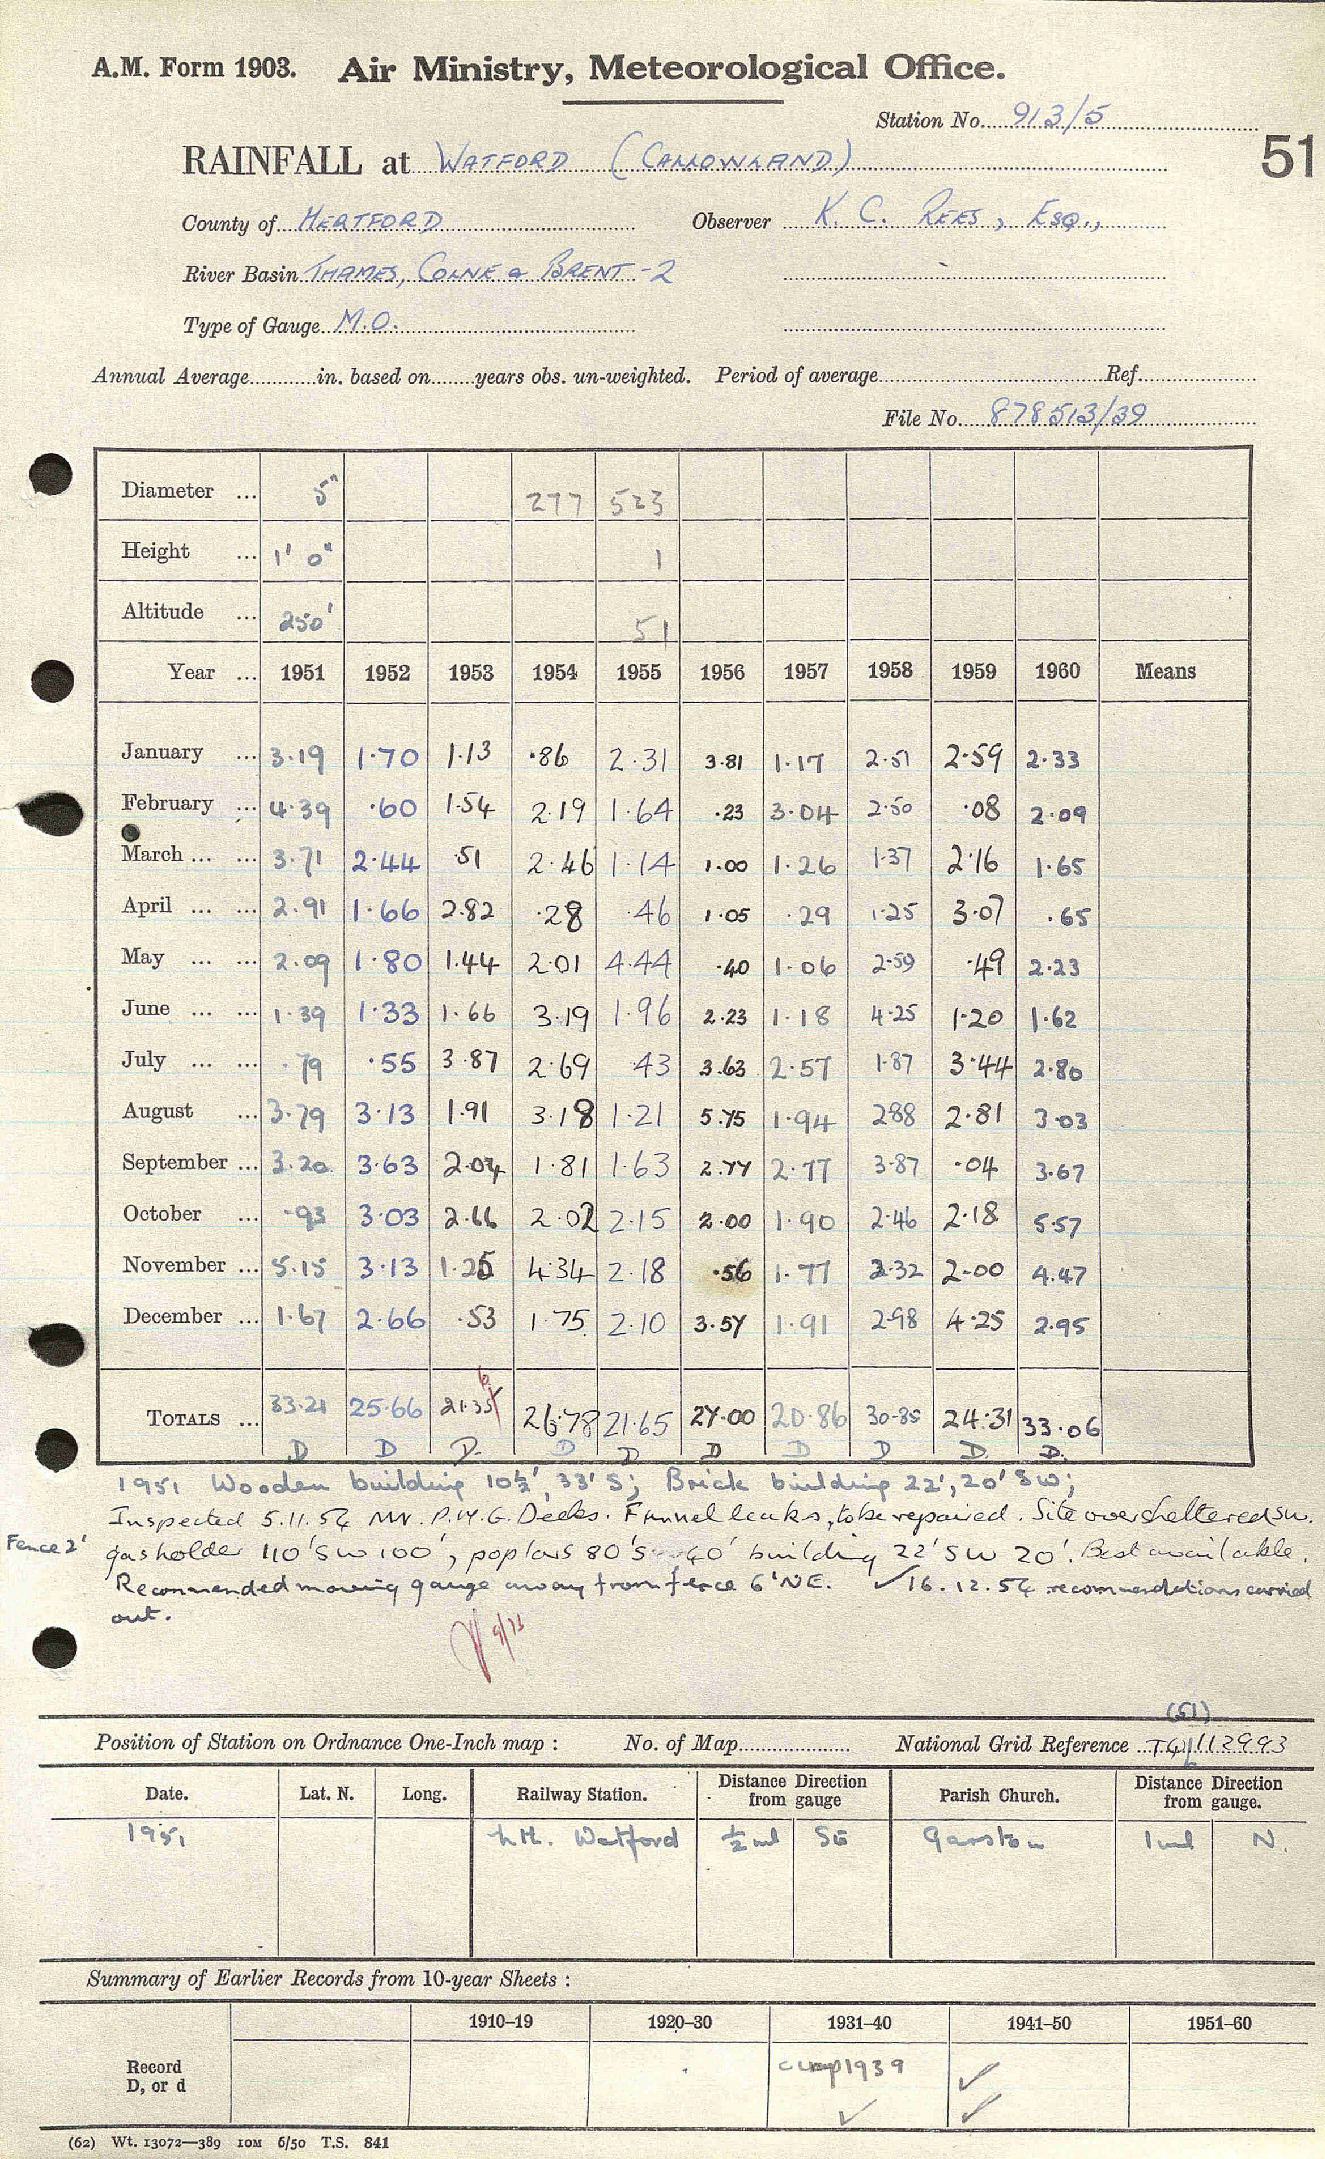 A.M. Form 1903. Air Ministry, Meteorological Office.
Station No. 913/5
51
RAINFALL at WATFORD (CALLOWLAND)
County of HERTFORD Observer K. C. REES, ESQ.,
River Basin THAMES, COLNE & BRENT -2
Type of Gauge M.O.
Annual Average in. based on years obs. un-weighted. Period of average Ref.
File No. 878513/39
Diameter ... 5" 277 523
Height ... 1' 0" 1
Altitude ... 250' 51
Year ... 1951 1952 1953 1954 1955 1956 1957 1958 1959 1960 Means
January ... 3.19 1.70 1.13 .86 2.31 3.81 1.17 2.51 2.59 2.33
February ... 4.39 .60 1.54 2.19 1.64 .23 3.04 2.50 .08 2.09
March ... ... 3.71 2.44 .51 2.46 1.14 1.00 1.26 1.37 2.16 1.65
April ... ... 2.91 1.66 2.82 .28 .46 1.05 .29 1.25 3.07 .65
May ... ... 2.09 1.80 1.44 2.01 4.44 .40 1.06 2.59 .49 2.23
June ... ... 1.39 1.33 1.66 3.19 1.96 2.23 1.18 4.25 1.20 1.62
July ... ... .79 .55 3.87 2.69 .43 3.63 2.57 1.87 3.44 2.80
August ... 3.79 3.13 1.91 3.18 1.21 5.75 1.94 2.88 2.81 3.03
September ... 3.20 3.63 2.04 1.81 1.63 2.77 2.77 3.87 .04 3.67
October ... .93 3.03 2.66 2.02 2.15 2.00 1.90 2.46 2.18 5.57
November ... 5.15 3.13 1.25 4.34 2.18 .56 1.77 2.32 2.00 4.47
December ... 1.67 2.66 .53 1.75 2.10 3.57 1.91 2.98 4.25 2.95
6
TOTALS ... 33.21 25.66 21.35 26.78 21.65 27.00 20.86 30.85 24.31 33.06
D D D. D D D D D D. D.
1951 Wooden building 10½', 33' S; Brick building 22', 20' SW;
Inspected 5.11.54 Mr. P.H.G. Deeks. Funnel leaks, to be repaired. Site oversheltered SW.
Fence 2' gasholder 110' SW 100', poplars 80' S 40' building 22' SW 20'. Best available.
Recommended moving gauge away from fence 6' NE. ✓ 16.12.54 recommendations carried
out.
(51)
Position of Station on Ordnance One-Inch map : No. of Map National Grid Reference TQ/112993
Date. Lat. N. Long. Railway Station. Distance from gauge Direction Parish Church. Distance from gauge. Direction
1951 Nth. Watford ½ ml SE Garston 1 ml N.
Summary of Earlier Records from 10-year Sheets :
1910–19 1920–30 1931–40 1941–50 1951–60
Record D, or d 1939 ✓
✓ ✓
(62) Wt. 13072—389 10M 6/50 T.S. 841